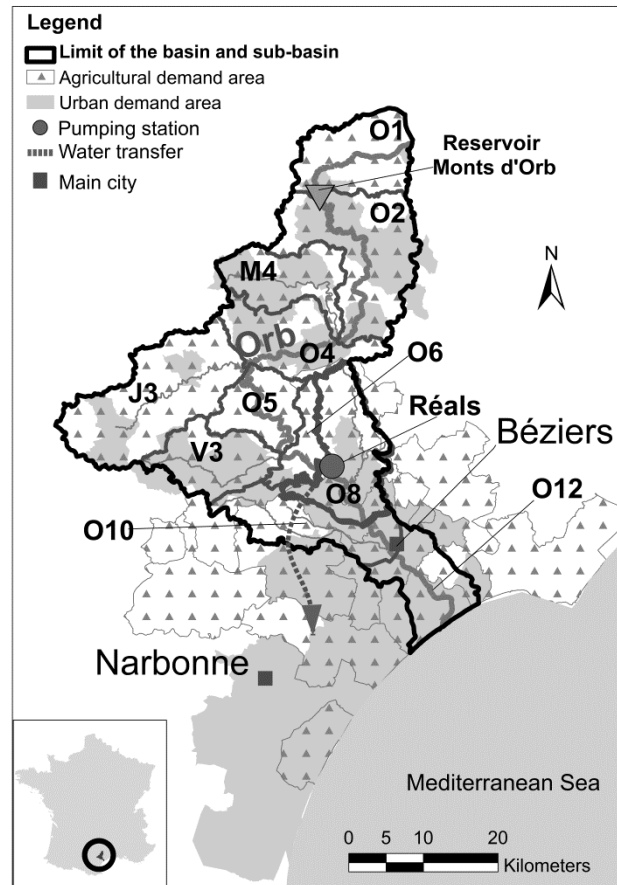 Legend
Limit of the basin and sub-basin
Agricultural demand area
Urban demand area
Pumping station
Water transfer
Main city
O1
Reservoir
Monts d'Orb
O2
N
M4
Orb
O4
O6
J3
O5
Réals
V3
Béziers
O8
O12
O10
Narbonne
Mediterranean Sea
0 5 10 20
Kilometers